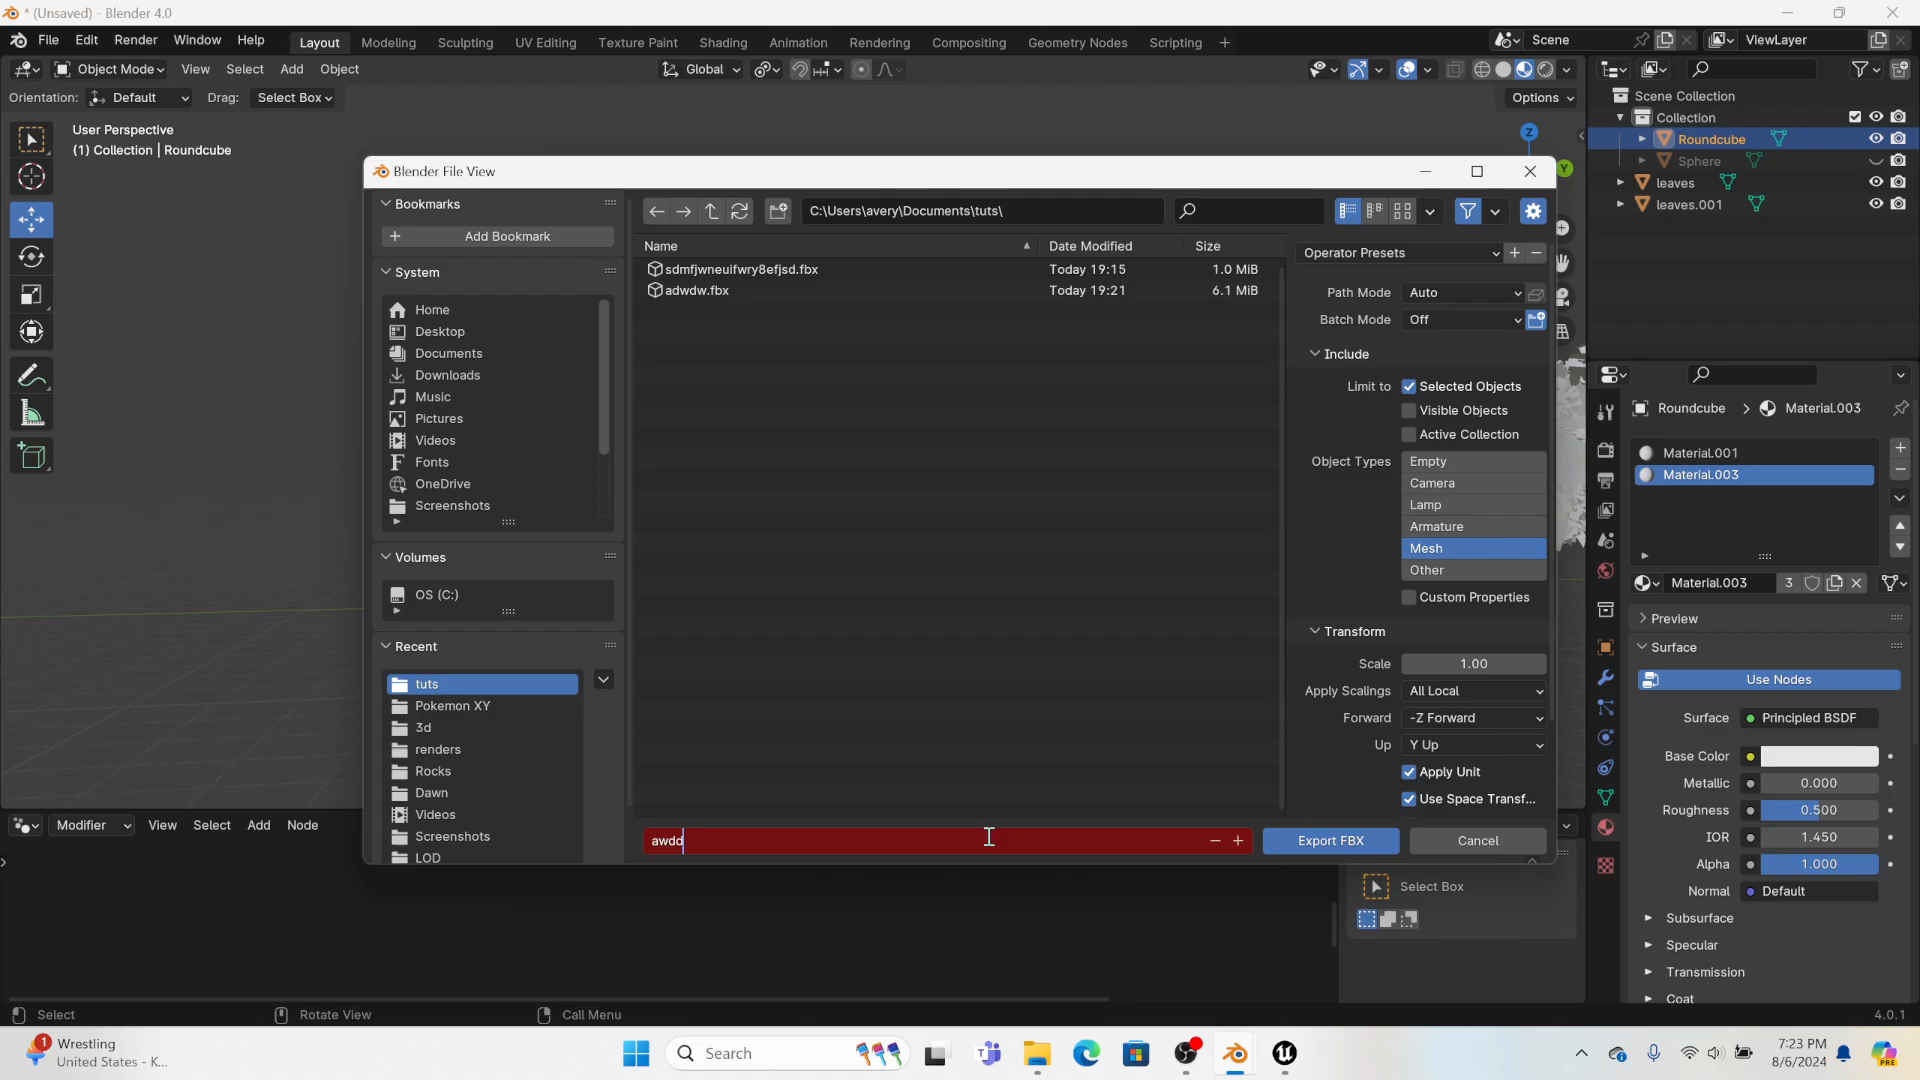 * (Unsaved) - Blender 4.0
File Edit Render Window Help
Layout Modeling Sculpting UV Editing Texture Paint Shading Animation Rendering Compositing Geometry Nodes Scripting +
Scene
ViewLayer
Object Mode View Select Add Object
Global
Orientation: Default Drag: Select Box
Options
User Perspective
(1) Collection | Roundcube
Z
Y
Scene Collection
Collection
Roundcube
Sphere
leaves
leaves.001
Blender File View
Bookmarks
+ Add Bookmark
System
Home
Desktop
Documents
Downloads
Music
Pictures
Videos
Fonts
OneDrive
Screenshots
Volumes
OS (C:)
Recent
tuts
Pokemon XY
3d
renders
Rocks
Dawn
Videos
Screenshots
LOD
C:\Users\avery\Documents\tuts\
Name Date Modified Size
sdmfjwneuifwry8efjsd.fbx Today 19:15 1.0 MiB
adwdw.fbx Today 19:21 6.1 MiB
awdd
Operator Presets
Path Mode Auto
Batch Mode Off
Include
Limit to Selected Objects
Visible Objects
Active Collection
Object Types Empty
Camera
Lamp
Armature
Mesh
Other
Custom Properties
Transform
Scale 1.00
Apply Scalings All Local
Forward -Z Forward
Up Y Up
Apply Unit
Use Space Transf...
Export FBX
Cancel
Roundcube > Material.003
Material.001
Material.003
Material.003 3
Preview
Surface
Use Nodes
Surface Principled BSDF
Base Color
Metallic 0.000
Roughness 0.500
IOR 1.450
Alpha 1.000
Normal Default
Subsurface
Specular
Transmission
Coat
Modifier View Select Add Node
Select Box
Select Rotate View Call Menu
4.0.1
1
Wrestling
United States - K...
Search
7:23 PM
8/6/2024
PRE